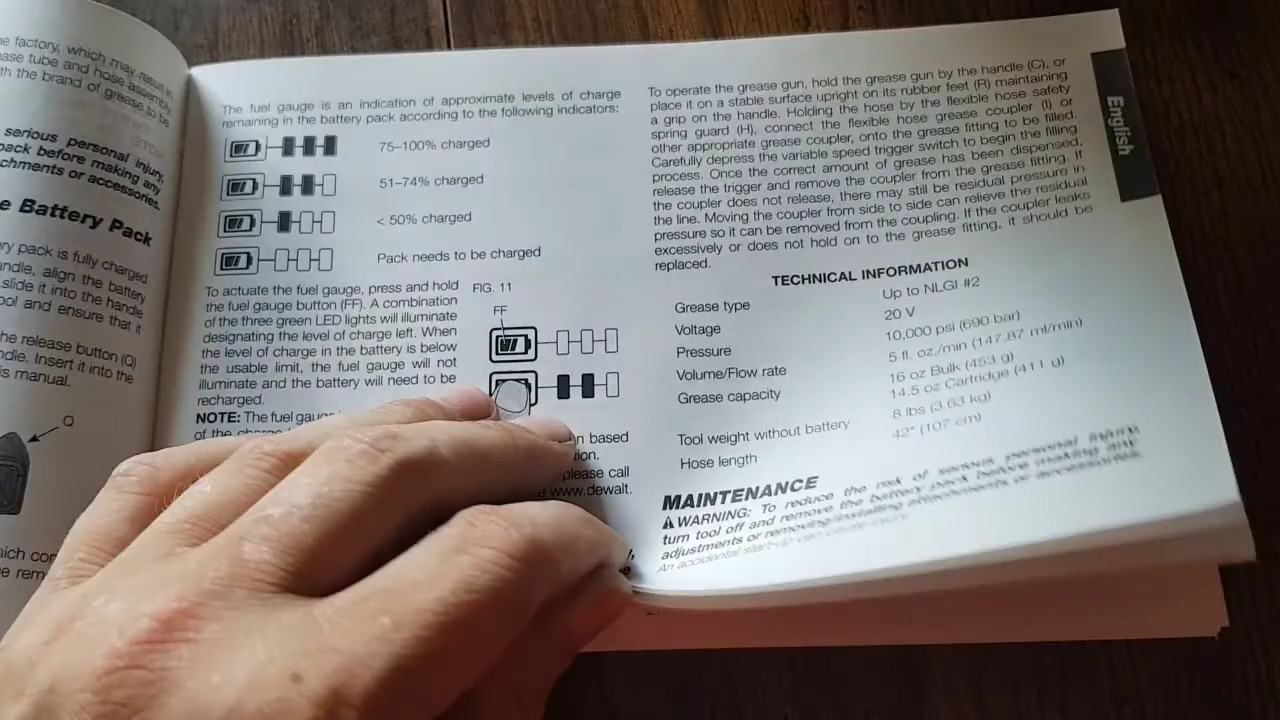 e factory, which may result in
ase tube and hose assembly
th the brand of grease to be
serious personal injury,
pack before making any
chments or accessories.
e Battery Pack
ry pack is fully charged
andle, align the battery
slide it into the handle
ool and ensure that it
he release button (Q)
ndle. Insert it into the
is manual.
Q
The fuel gauge is an indication of approximate levels of charge
remaining in the battery pack according to the following indicators:
75–100% charged
51–74% charged
< 50% charged
Pack needs to be charged
To actuate the fuel gauge, press and hold
the fuel gauge button (FF). A combination
of the three green LED lights will illuminate
designating the level of charge left. When
the level of charge in the battery is below
the usable limit, the fuel gauge will not
illuminate and the battery will need to be
recharged.
FIG. 11
FF
NOTE: The fuel gauge
of the charge
n based
tion.
please call
www.dewalt.
To operate the grease gun, hold the grease gun by the handle (C), or
place it on a stable surface upright on its rubber feet (R) maintaining
a grip on the handle. Holding the hose by the flexible hose safety
spring guard (H), connect the flexible hose grease coupler (I) or
other appropriate grease coupler, onto the grease fitting to be filled.
Carefully depress the variable speed trigger switch to begin the filling
process. Once the correct amount of grease has been dispensed,
release the trigger and remove the coupler from the grease fitting. If
the coupler does not release, there may still be residual pressure in
the line. Moving the coupler from side to side can relieve the residual
pressure so it can be removed from the coupling. If the coupler leaks
excessively or does not hold on to the grease fitting, it should be
replaced.
TECHNICAL INFORMATION
Grease type Up to NLGI #2
Voltage 20 V
Pressure 10,000 psi (690 bar)
Volume/Flow rate 5 fl. oz./min (147.87 ml/min)
Grease capacity 16 oz Bulk (453 g)
14.5 oz Cartridge (411 g)
Tool weight without battery 8 lbs (3.63 kg)
Hose length 42" (107 cm)
MAINTENANCE
WARNING: To reduce the risk of serious personal injury,
turn tool off and remove the battery pack before making any
adjustments or removing/installing attachments or accessories.
An accidental start-up can cause injury.
English